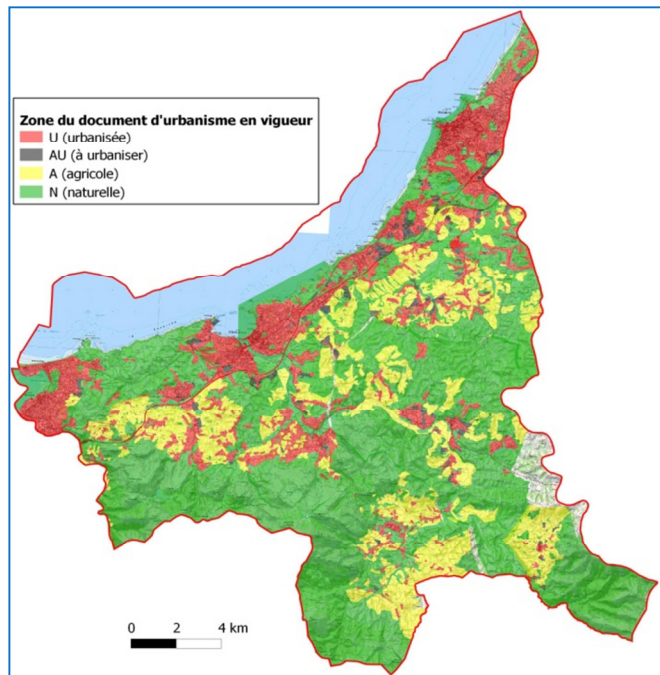 Zone du document d'urbanisme en vigueur
U (urbanisée)
AU (à urbaniser)
A (agricole)
N (naturelle)
0 2 4 km